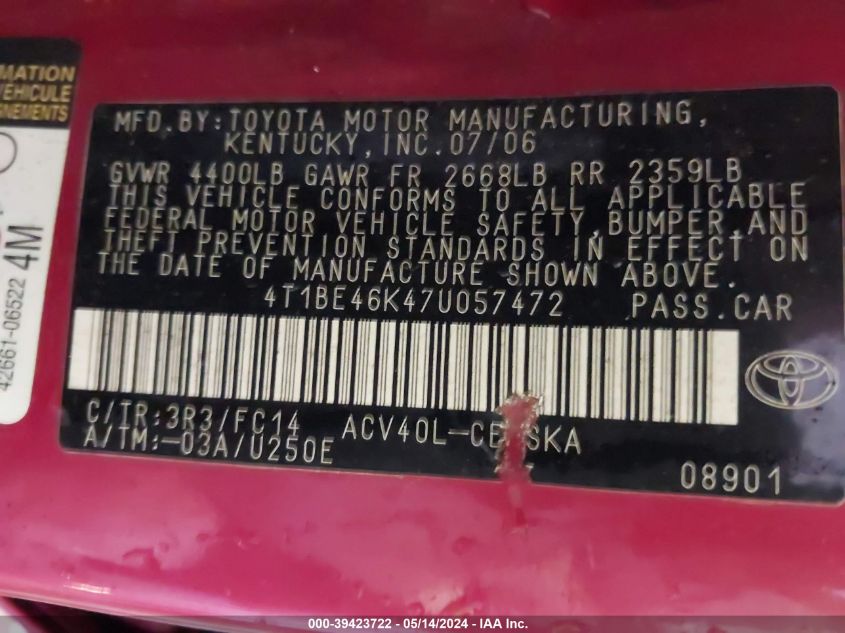 MATION
VEHICULE
GNEMENTS
42661-06522 4M
MFD.BY:TOYOTA MOTOR MANUFACTURING,
KENTUCKY,INC.07/06
GVWR 4400LB GAWR FR 2668LB RR 2359LB
THIS VEHICLE CONFORMS TO ALL APPLICABLE
FEDERAL MOTOR VEHICLE SAFETY,BUMPER,AND
THEFT PREVENTION STANDARDS IN EFFECT ON
THE DATE OF MANUFACTURE SHOWN ABOVE.
4T1BE46K47U057472 PASS.CAR
C/TR:3R3/FC14 ACV40L-CE SKA
A/TM:-03A/U250E
08901
000-39423722 - 05/14/2024 - IAA Inc.